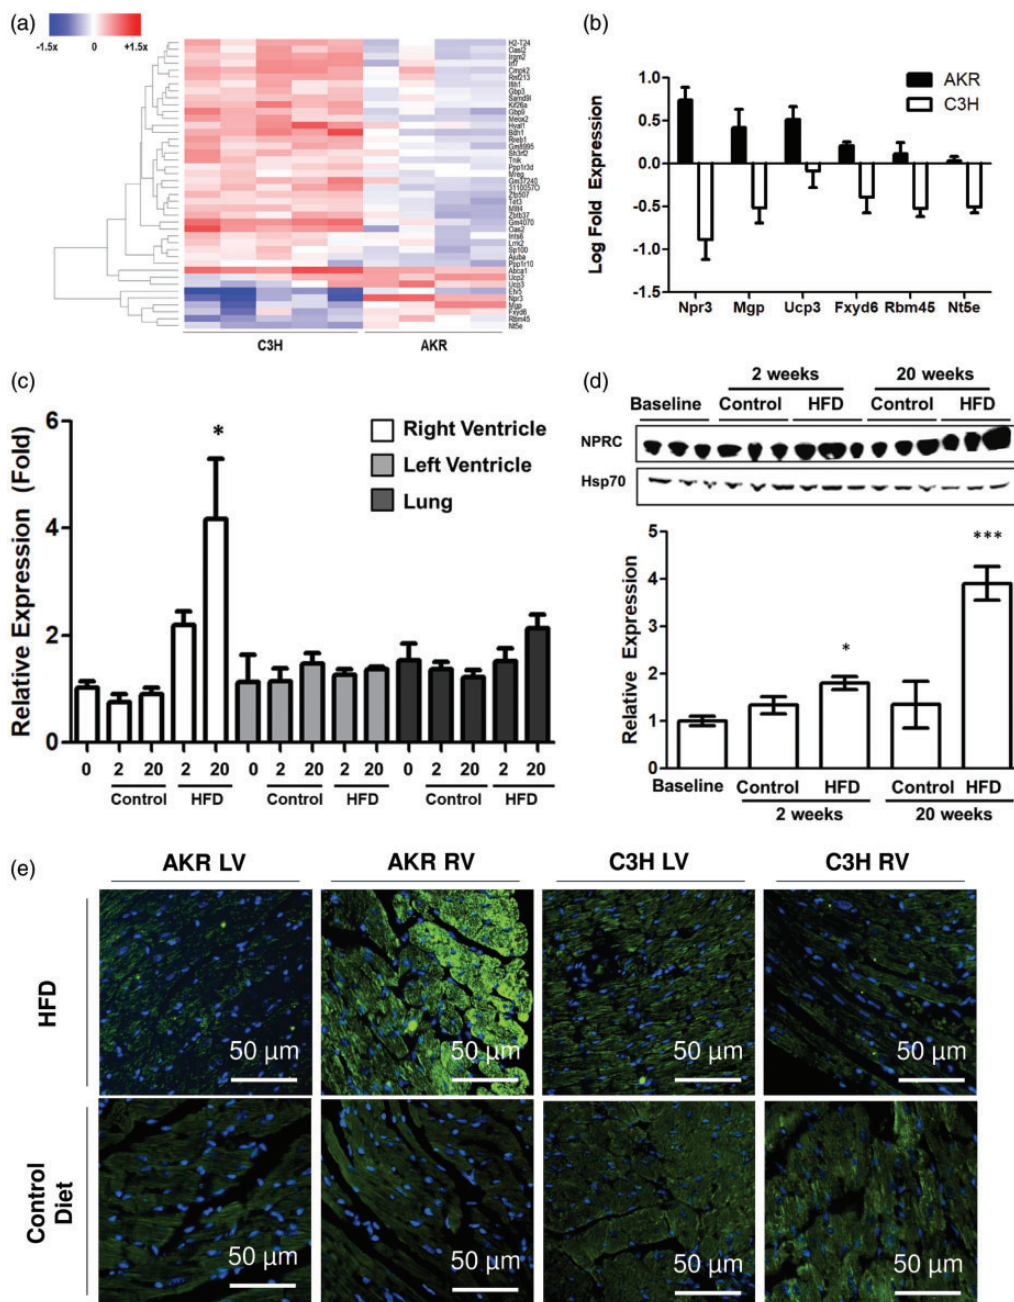 (a)
-1.5x 0 +1.5x
H2-T24
Oasl2
Irgm2
Irf7
Cmpk2
Rnf213
Ifih1
Gbp3
Samd9l
Kif26a
Gbp9
Meox2
Hyal1
Bdh1
Rreb1
Gm8995
Sh3rf2
Tnik
Ppp1r3d
Mreg
Gm37240
3110057O
Zfp507
Tet3
Mllt4
Zbtb37
Gm4070
Oas2
Ints6
Lrrk2
Sp100
Ajuba
Ppp1r10
Abca1
Ucp2
Ucp3
Etv5
Npr3
Mgp
Fxyd6
Rbm45
Nt5e
C3H AKR
(b)
Log Fold Expression
1.0
0.5
0.0
-0.5
-1.0
-1.5
AKR
C3H
Npr3 Mgp Ucp3 Fxyd6 Rbm45 Nt5e
(c)
Relative Expression (Fold)
6
4
2
0
*
Right Ventricle
Left Ventricle
Lung
0 2 20 2 20 0 2 20 2 20 0 2 20 2 20
Control HFD Control HFD Control HFD
(d)
2 weeks 20 weeks
Baseline Control HFD Control HFD
NPRC
Hsp70
Relative Expression
5
4
3
2
1
0
*
***
Baseline Control HFD Control HFD
2 weeks 20 weeks
(e)
AKR LV AKR RV C3H LV C3H RV
HFD
50 µm 50 µm 50 µm 50 µm
Control
Diet
50 µm 50 µm 50 µm 50 µm